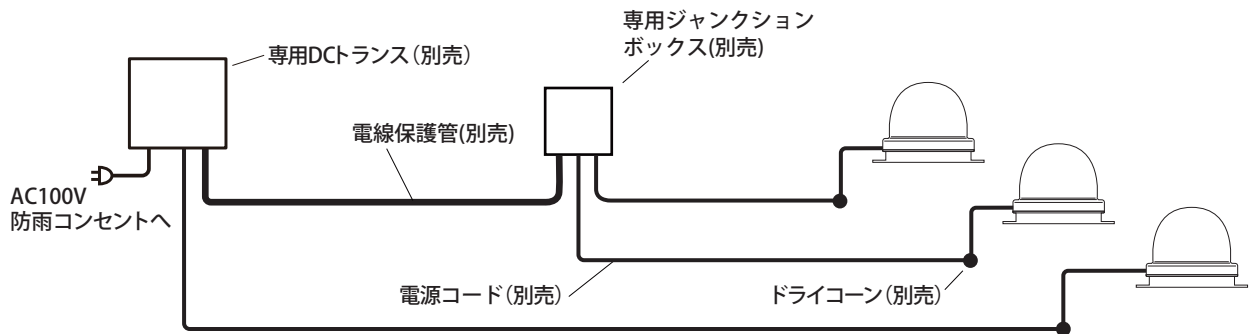 専用ジャンクション
ボックス(別売)
専用DCトランス（別売）
電線保護管(別売)
AC100V
防雨コンセントへ
電源コード（別売）
ドライコーン（別売）